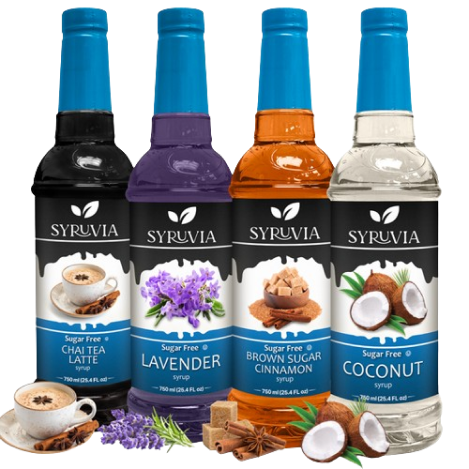 SYRUVIA
Sugar Free
CHAI TEA
LATTE
syrup
750 ml (25.4 fl oz)
SYRUVIA
Sugar Free
LAVENDER
syrup
750 ml (25.4 fl oz)
SYRUVIA
Sugar Free
BROWN SUGAR
CINNAMON
syrup
750 ml (25.4 fl oz)
SYRUVIA
Sugar Free
COCONUT
syrup
750 ml (25.4 fl oz)